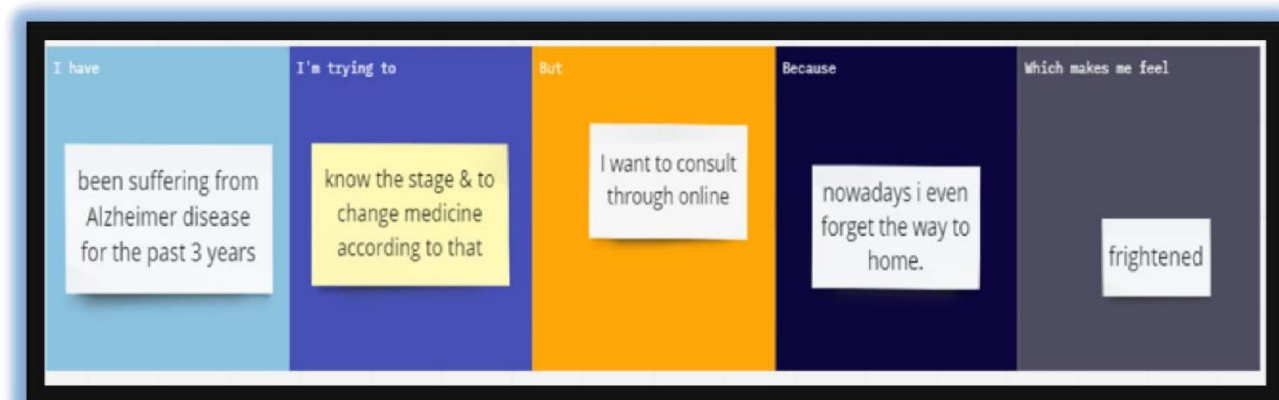 I have
been suffering from
Alzheimer disease
for the past 3 years
I'm trying to
know the stage & to
change medicine
according to that
But
I want to consult
through online
Because
nowadays i even
forget the way to
home.
Which makes me feel
frightened